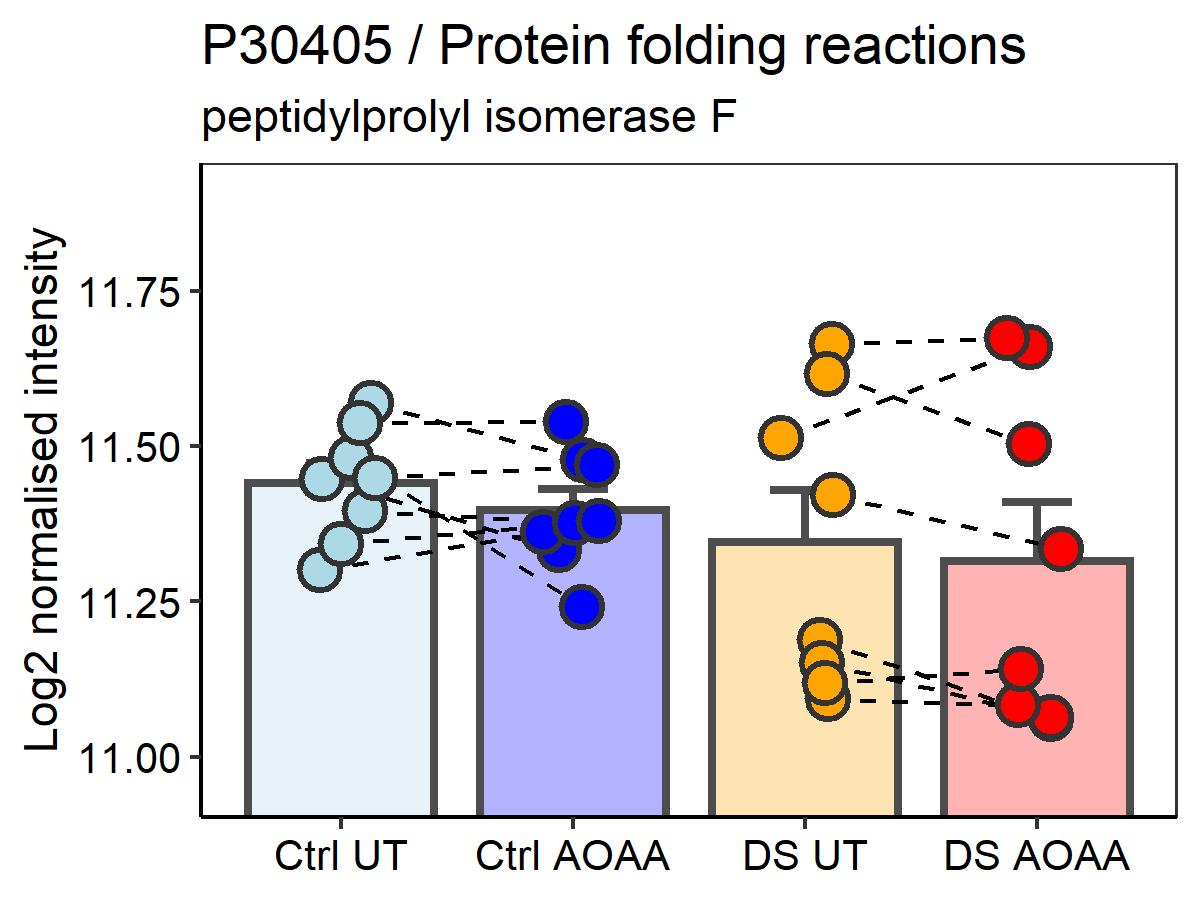 P30405 / Protein folding reactions
peptidylprolyl isomerase F
Log2 normalised intensity
11.75
11.50
11.25
11.00
Ctrl UT
Ctrl AOAA
DS UT
DS AOAA